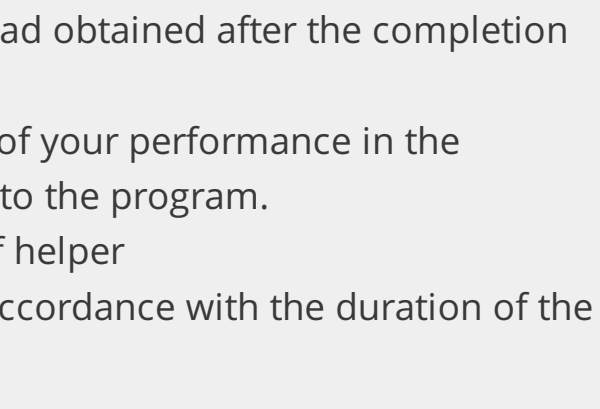 ad obtained after the completion
of your performance in the
to the program.
f helper
ccordance with the duration of the